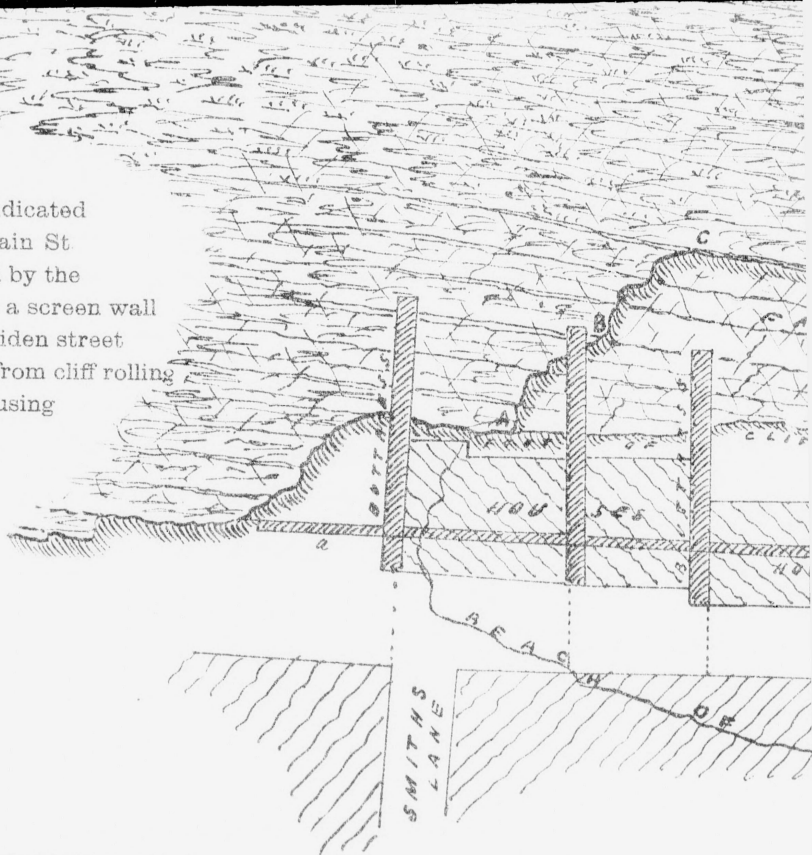 dicated
ain St
by the
a screen wall
iden street
from cliff rolling
using
C
B
A
BUTTRESS
CLIF
HOU SES
a
HO
BEACH OF
SMITHS
LANE